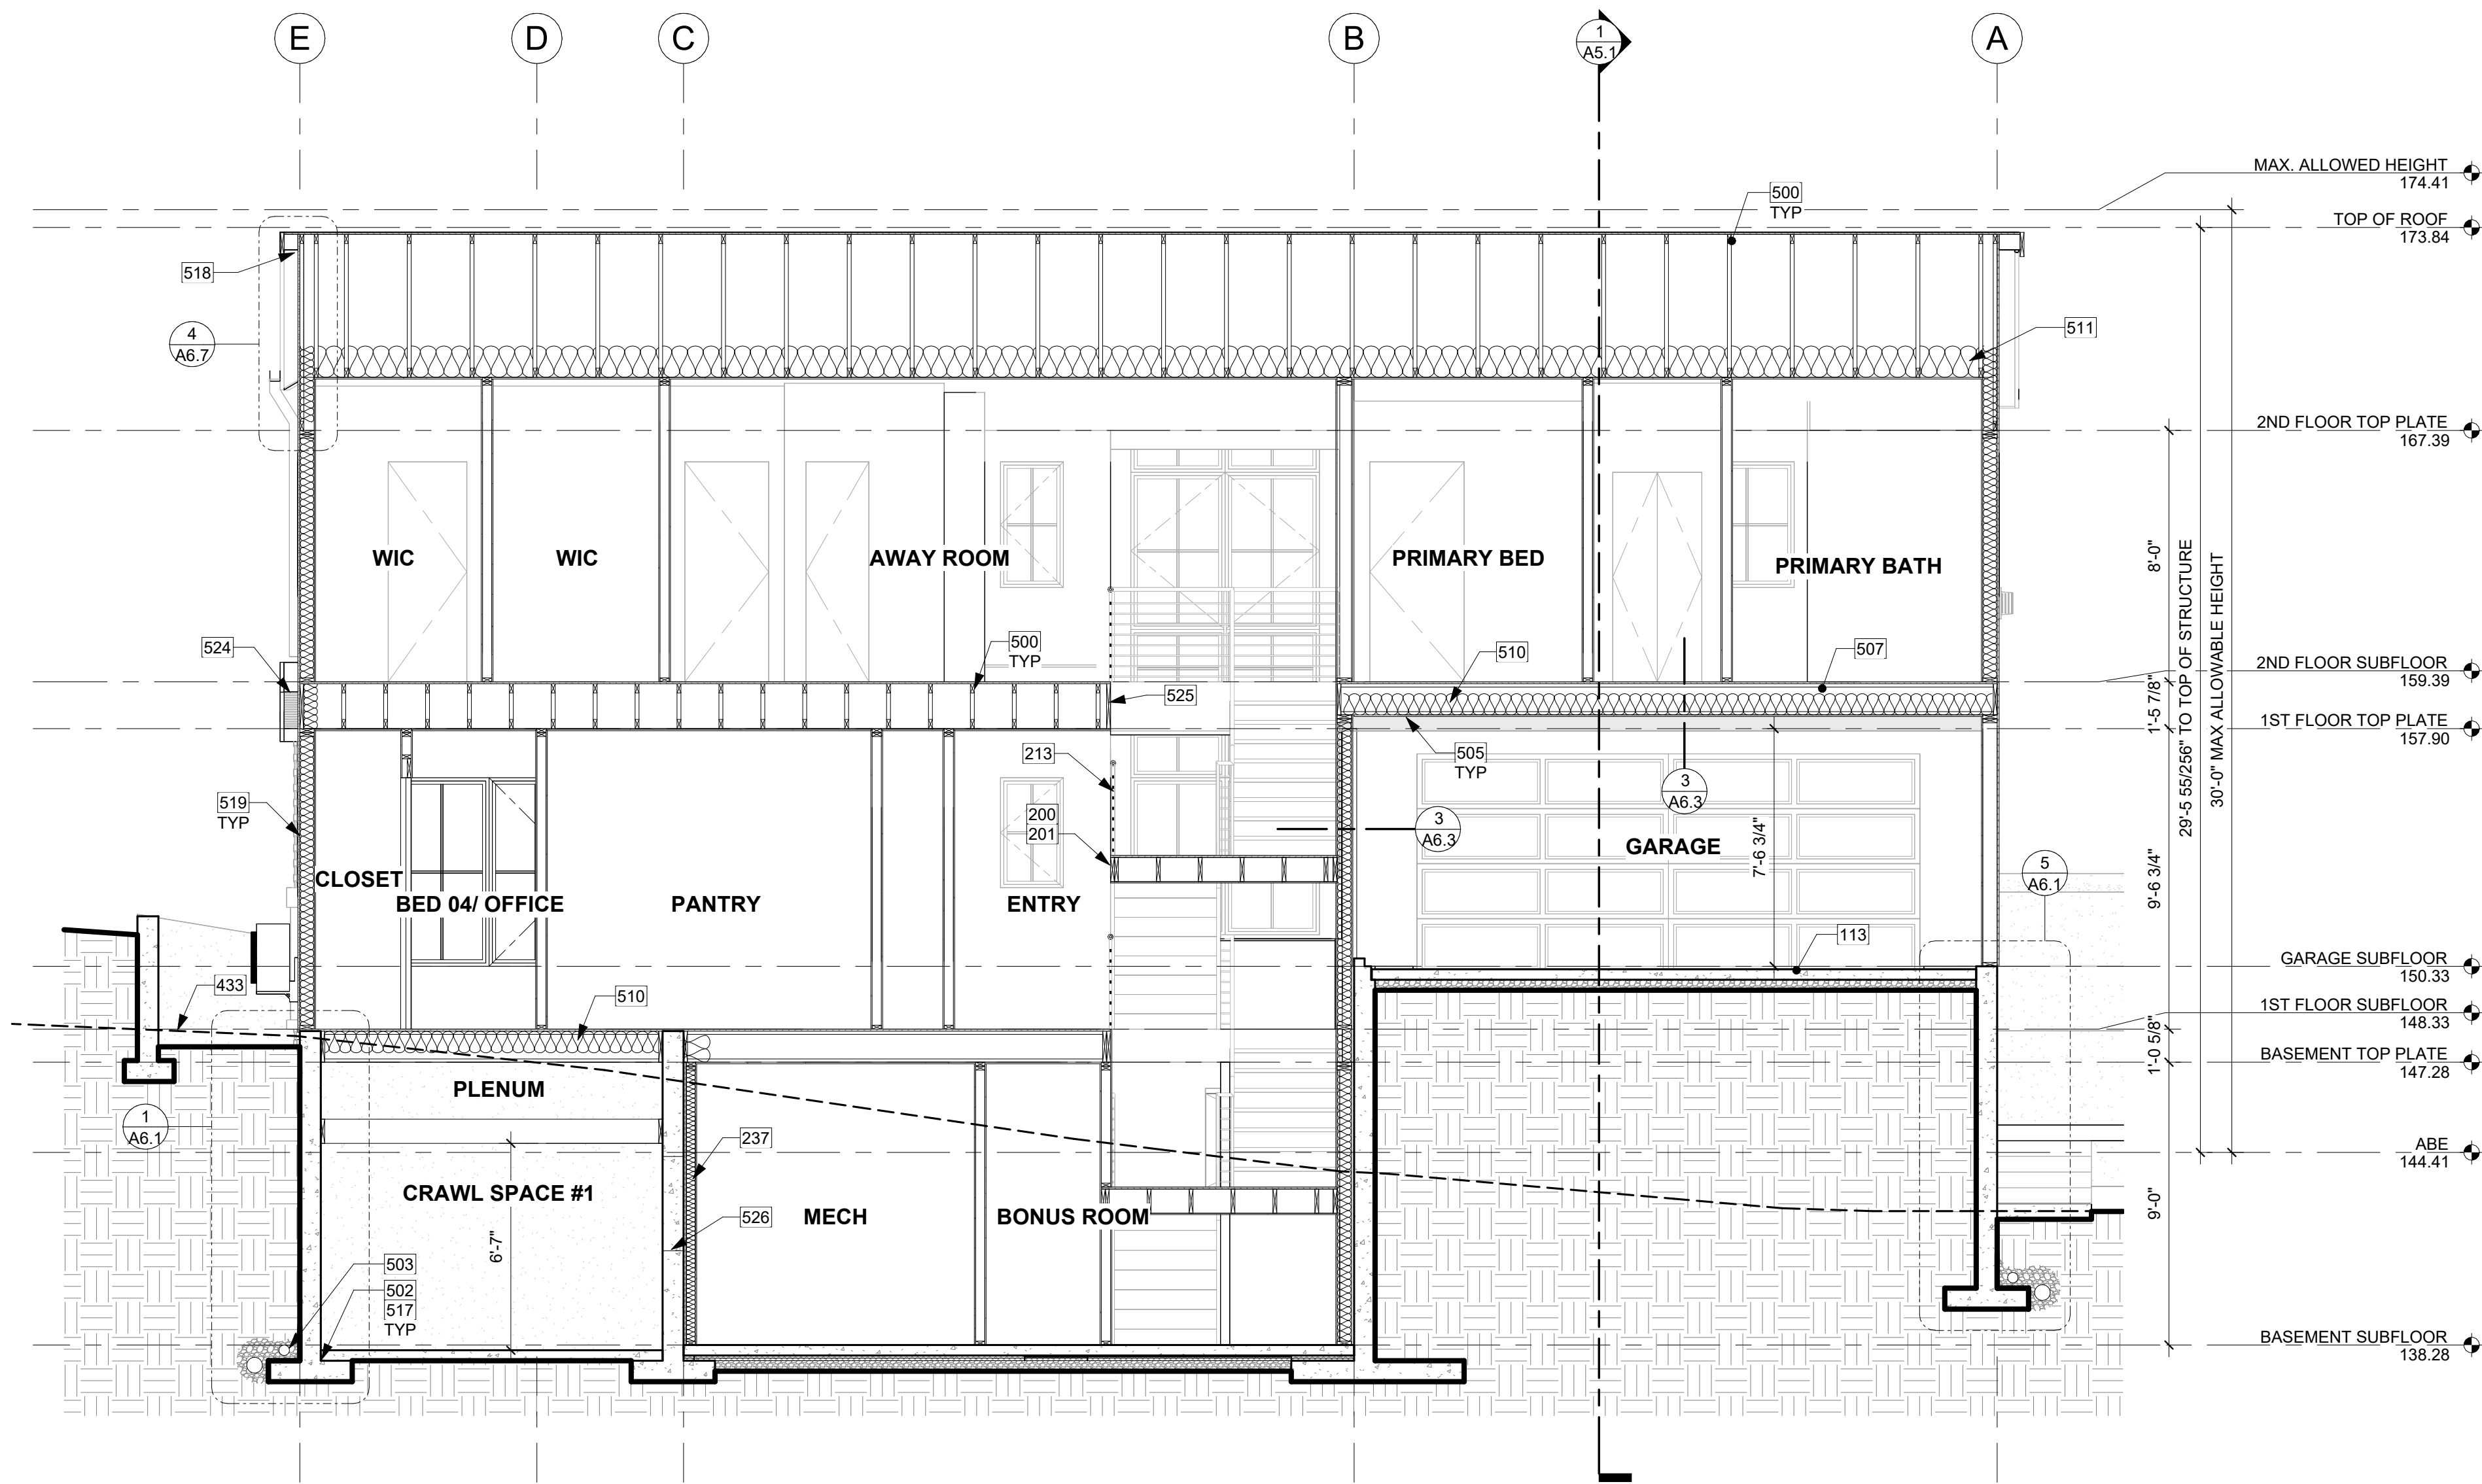 E
D
C
B
1
A5.1
A
MAX. ALLOWED HEIGHT
174.41
500
TYP
TOP OF ROOF
173.84
518
4
A6.7
511
2ND FLOOR TOP PLATE
167.39
WIC
WIC
AWAY ROOM
PRIMARY BED
PRIMARY BATH
8'-0"
29'-5 55/256" TO TOP OF STRUCTURE
30'-0" MAX ALLOWABLE HEIGHT
524
500
TYP
510
507
2ND FLOOR SUBFLOOR
159.39
525
1'-5 7/8"
1ST FLOOR TOP PLATE
157.90
213
505
TYP
3
A6.3
519
TYP
200
201
3
A6.3
GARAGE
7'-6 3/4"
5
A6.1
9'-6 3/4"
CLOSET
BED 04/ OFFICE
PANTRY
ENTRY
113
GARAGE SUBFLOOR
150.33
433
510
1ST FLOOR SUBFLOOR
148.33
1'-0 5/8"
BASEMENT TOP PLATE
147.28
PLENUM
1
A6.1
237
ABE
144.41
CRAWL SPACE #1
526
MECH
BONUS ROOM
9'-0"
6'-7"
503
502
517
TYP
BASEMENT SUBFLOOR
138.28